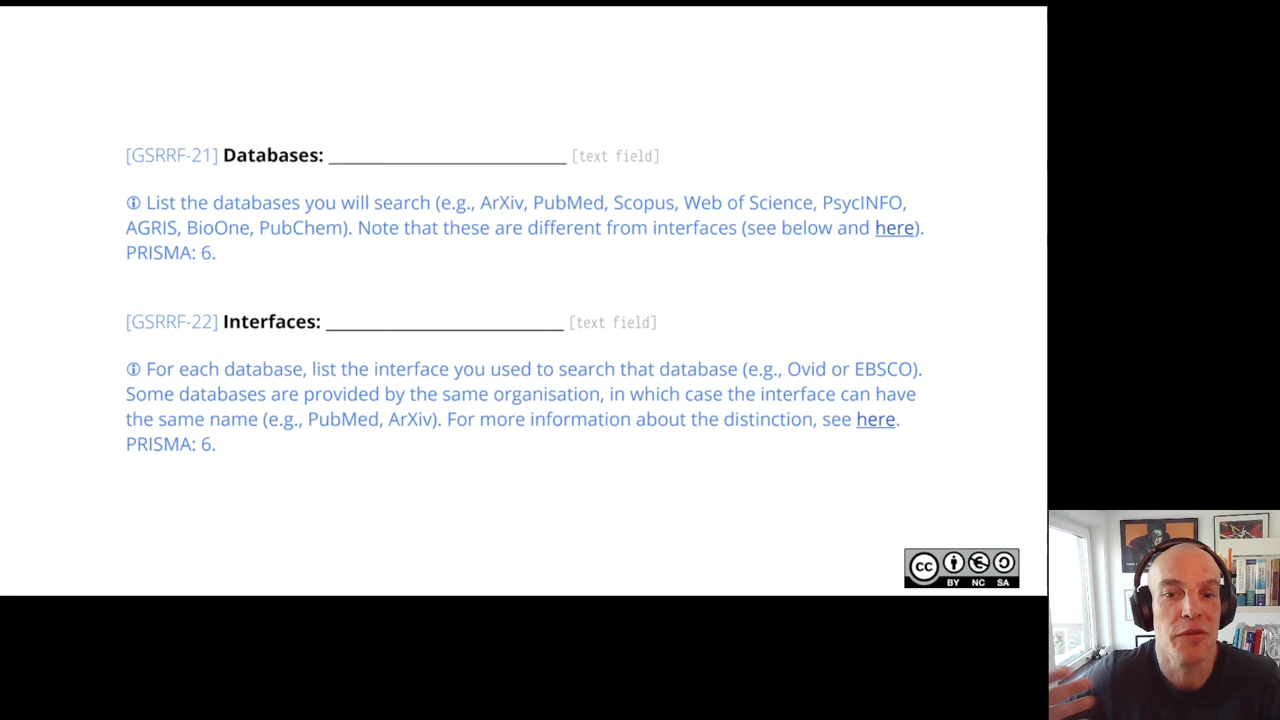 [GSRRF-21] Databases: __________________________ [text field]
🛈 List the databases you will search (e.g., ArXiv, PubMed, Scopus, Web of Science, PsycINFO,
AGRIS, BioOne, PubChem). Note that these are different from interfaces (see below and here).
PRISMA: 6.
[GSRRF-22] Interfaces: __________________________ [text field]
🛈 For each database, list the interface you used to search that database (e.g., Ovid or EBSCO).
Some databases are provided by the same organisation, in which case the interface can have
the same name (e.g., PubMed, ArXiv). For more information about the distinction, see here.
PRISMA: 6.
cc
BY NC SA